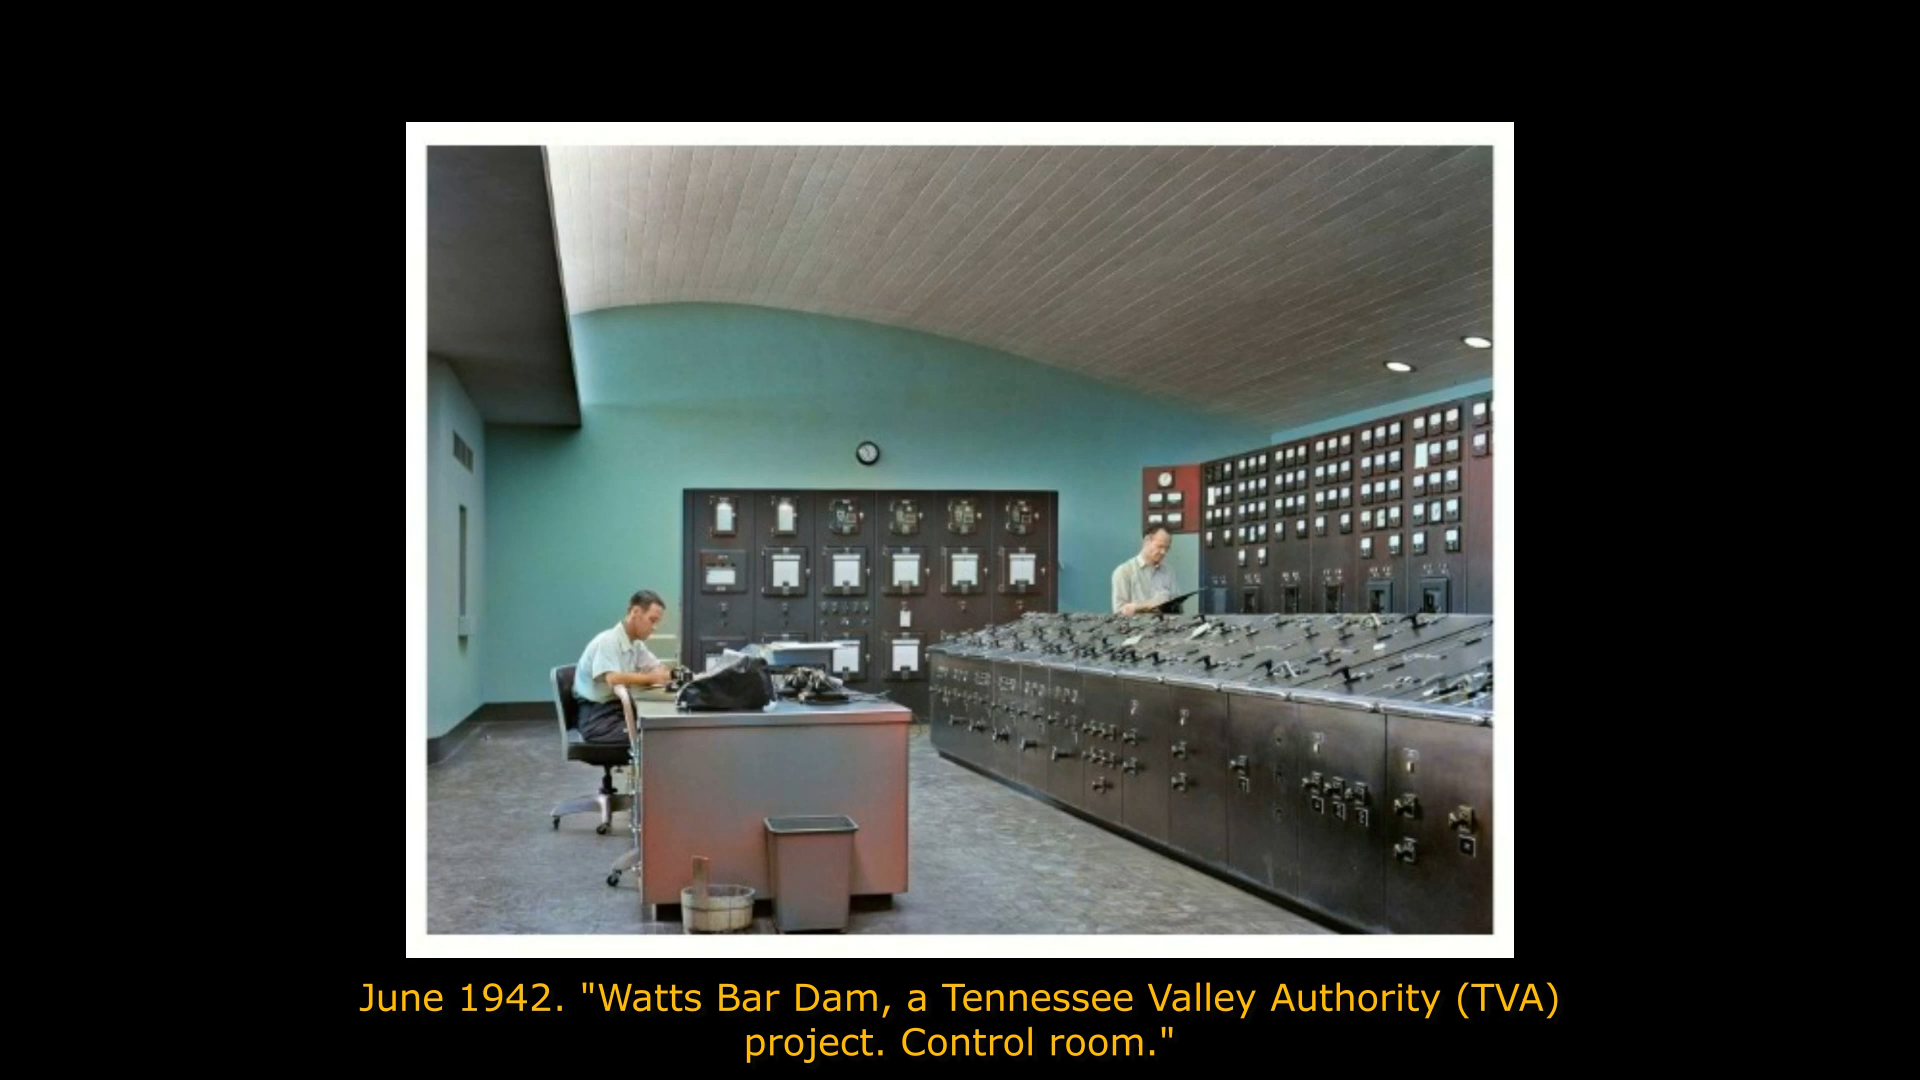 June 1942. "Watts Bar Dam, a Tennessee Valley Authority (TVA)
project. Control room."